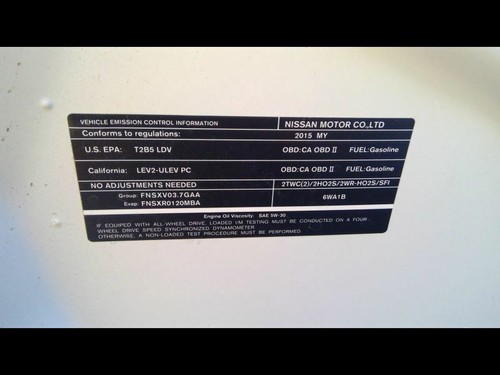 VEHICLE EMISSION CONTROL INFORMATION NISSAN MOTOR CO.,LTD
Conforms to regulations: 2015 MY
U.S. EPA: T2B5 LDV OBD:CA OBD II FUEL:Gasoline
California: LEV2-ULEV PC OBD:CA OBD II FUEL:Gasoline
NO ADJUSTMENTS NEEDED 2TWC(2)/2HO2S/2WR-HO2S/SFI
Group: FNSXV03.7GAA
Evap: FNSXR0120MBA 6WA1B
Engine Oil Viscosity: SAE 5W-30
IF EQUIPPED WITH ALL-WHEEL DRIVE, LOADED I/M TESTING MUST BE CONDUCTED ON A FOUR
WHEEL DRIVE SPEED SYNCHRONIZED DYNAMOMETER
OTHERWISE, A NON-LOADED TEST PROCEDURE MUST BE PERFORMED.